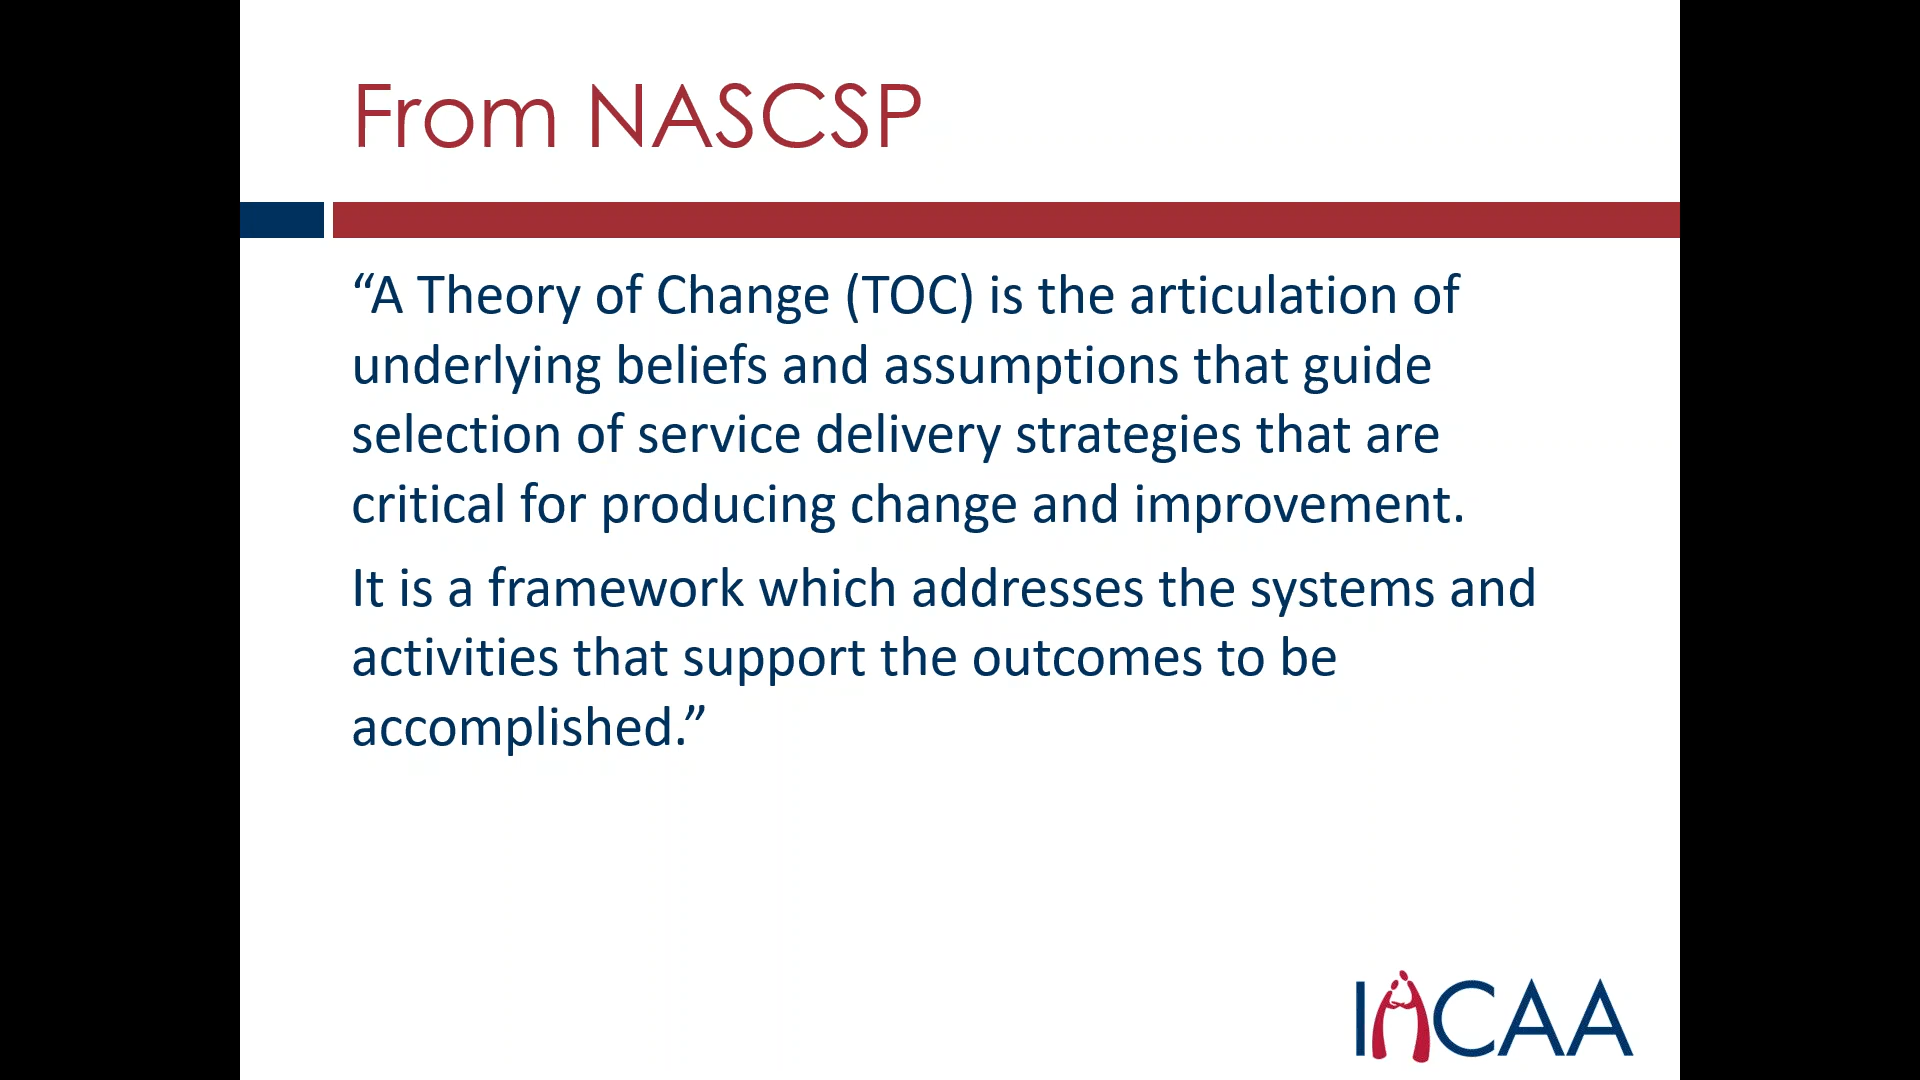 From NASCSP
“A Theory of Change (TOC) is the articulation of
underlying beliefs and assumptions that guide
selection of service delivery strategies that are
critical for producing change and improvement.
It is a framework which addresses the systems and
activities that support the outcomes to be
accomplished.”
IACAA